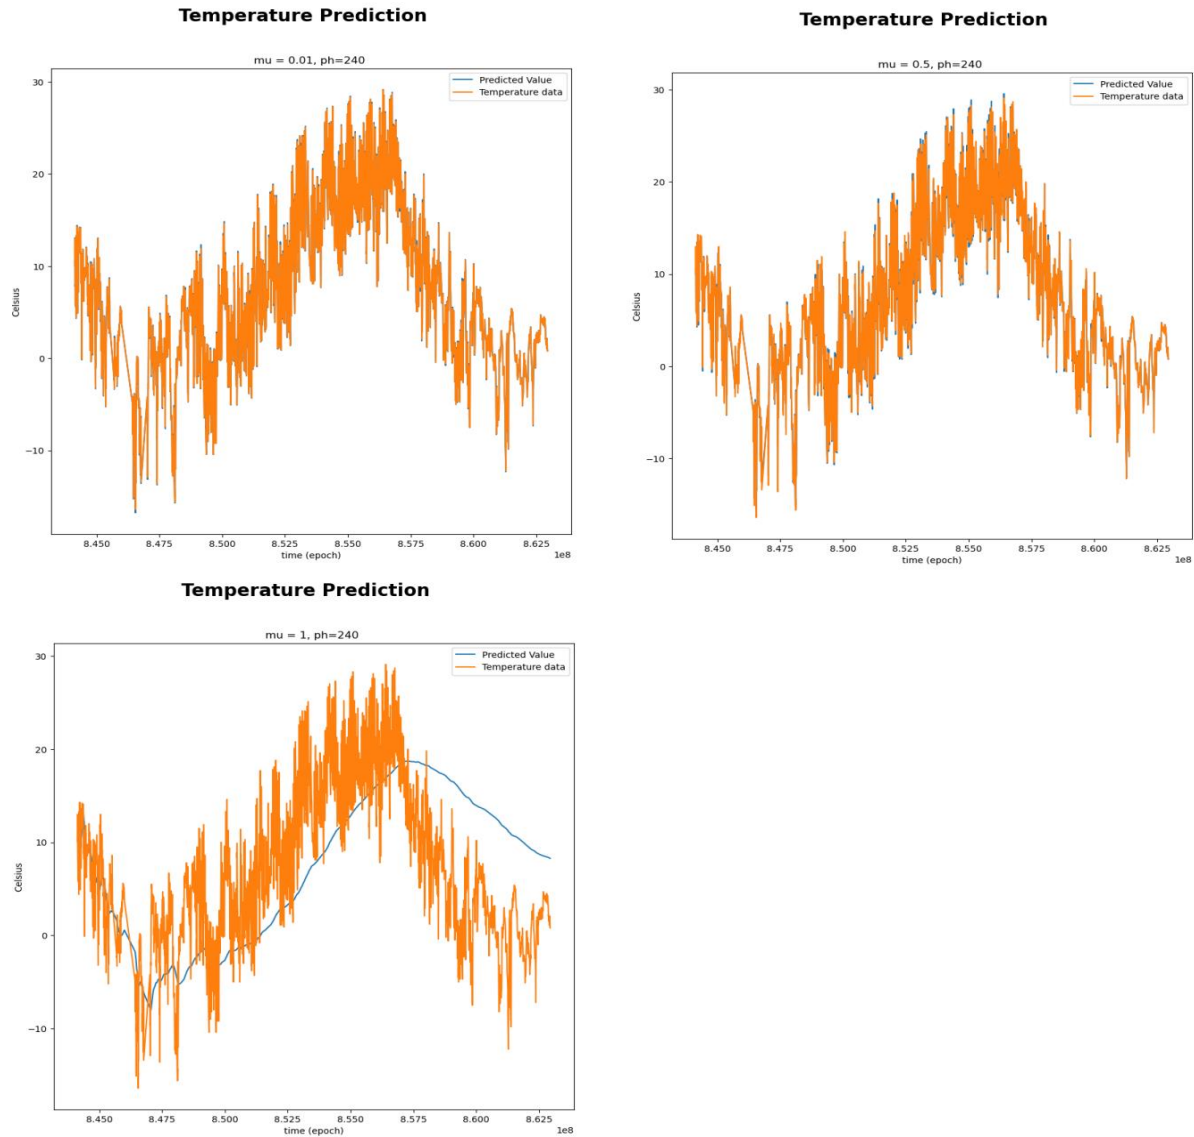 Temperature Prediction
mu = 0.01, ph=240
Predicted Value
Temperature data
30
20
10
0
−10
Celsius
8.450 8.475 8.500 8.525 8.550 8.575 8.600 8.625
1e8
time (epoch)
Temperature Prediction
mu = 0.5, ph=240
Predicted Value
Temperature data
30
20
10
0
−10
Celsius
8.450 8.475 8.500 8.525 8.550 8.575 8.600 8.625
1e8
time (epoch)
Temperature Prediction
mu = 1, ph=240
Predicted Value
Temperature data
30
20
10
0
−10
Celsius
8.450 8.475 8.500 8.525 8.550 8.575 8.600 8.625
1e8
time (epoch)